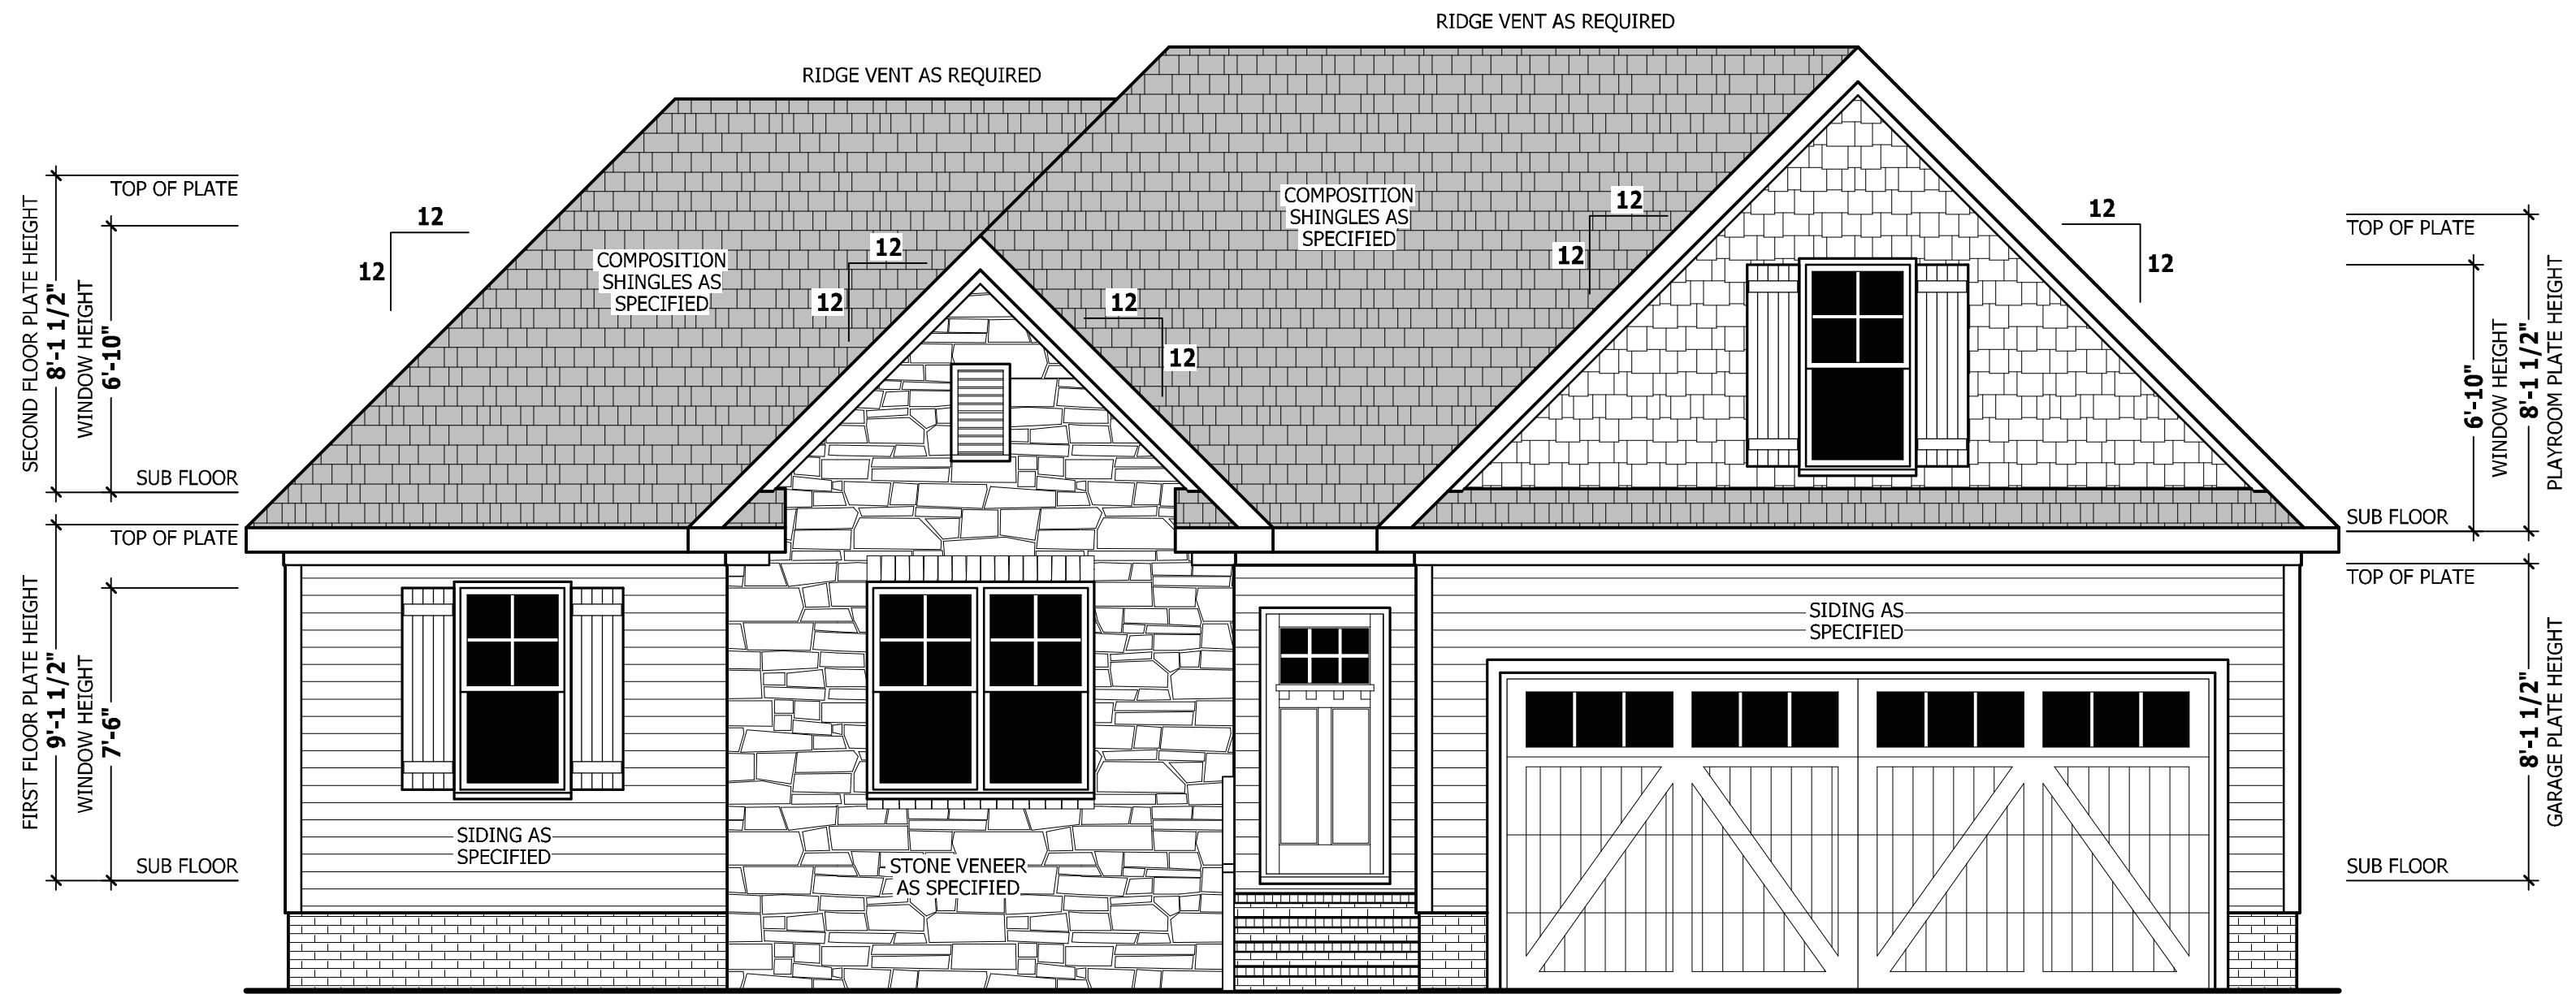 RIDGE VENT AS REQUIRED
RIDGE VENT AS REQUIRED
TOP OF PLATE
SECOND FLOOR PLATE HEIGHT
8'-1 1/2"
WINDOW HEIGHT
6'-10"
SUB FLOOR
TOP OF PLATE
FIRST FLOOR PLATE HEIGHT
9'-1 1/2"
WINDOW HEIGHT
7'-6"
SUB FLOOR
12
12
COMPOSITION
SHINGLES AS
SPECIFIED
12
12
12
12
COMPOSITION
SHINGLES AS
SPECIFIED
12
12
12
12
SIDING AS
SPECIFIED
STONE VENEER
AS SPECIFIED
SIDING AS
SPECIFIED
TOP OF PLATE
6'-10"
WINDOW HEIGHT
8'-1 1/2"
PLAYROOM PLATE HEIGHT
SUB FLOOR
TOP OF PLATE
8'-1 1/2"
GARAGE PLATE HEIGHT
SUB FLOOR